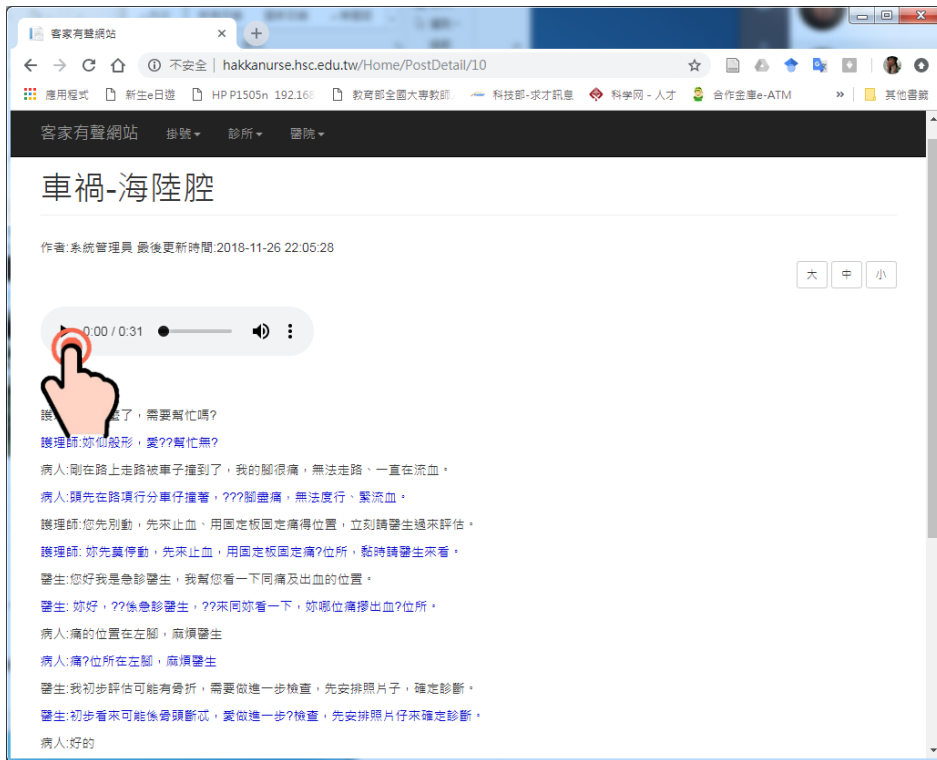 客家有聲網站
不安全 | hakkanurse.hsc.edu.tw/Home/PostDetail/10
應用程式 新生e日遊 HP P1505n 192.168 教育部全國大專教師 科技部-求才訊息 科学网 - 人才 合作金庫e-ATM » 其他書籤
客家有聲網站 掛號 診所 醫院
車禍-海陸腔
作者:系統管理員 最後更新時間:2018-11-26 22:05:28
大 中 小
0:00 / 0:31
護 麼了，需要幫忙嗎?
護理師:妳仰般形，愛??幫忙無?
病人:剛在路上走路被車子撞到了，我的腳很痛，無法走路、一直在流血。
病人:頭先在路項行分車仔撞著，???腳盡痛，無法度行、緊流血。
護理師:您先別動，先來止血、用固定板固定痛得位置，立刻請醫生過來評估。
護理師: 妳先莫停動，先來止血，用固定板固定痛?位所，黏時請醫生來看。
醫生:您好我是急診醫生，我幫您看一下同痛及出血的位置。
醫生: 妳好，??係急診醫生，??來同妳看一下，妳哪位痛摎出血?位所。
病人:痛的位置在左腳，麻煩醫生
病人:痛?位所在左腳，麻煩醫生
醫生:我初步評估可能有骨折，需要做進一步檢查，先安排照片子，確定診斷。
醫生:初步看來可能係骨頭斷忒，愛做進一步?檢查，先安排照片仔來確定診斷。
病人:好的